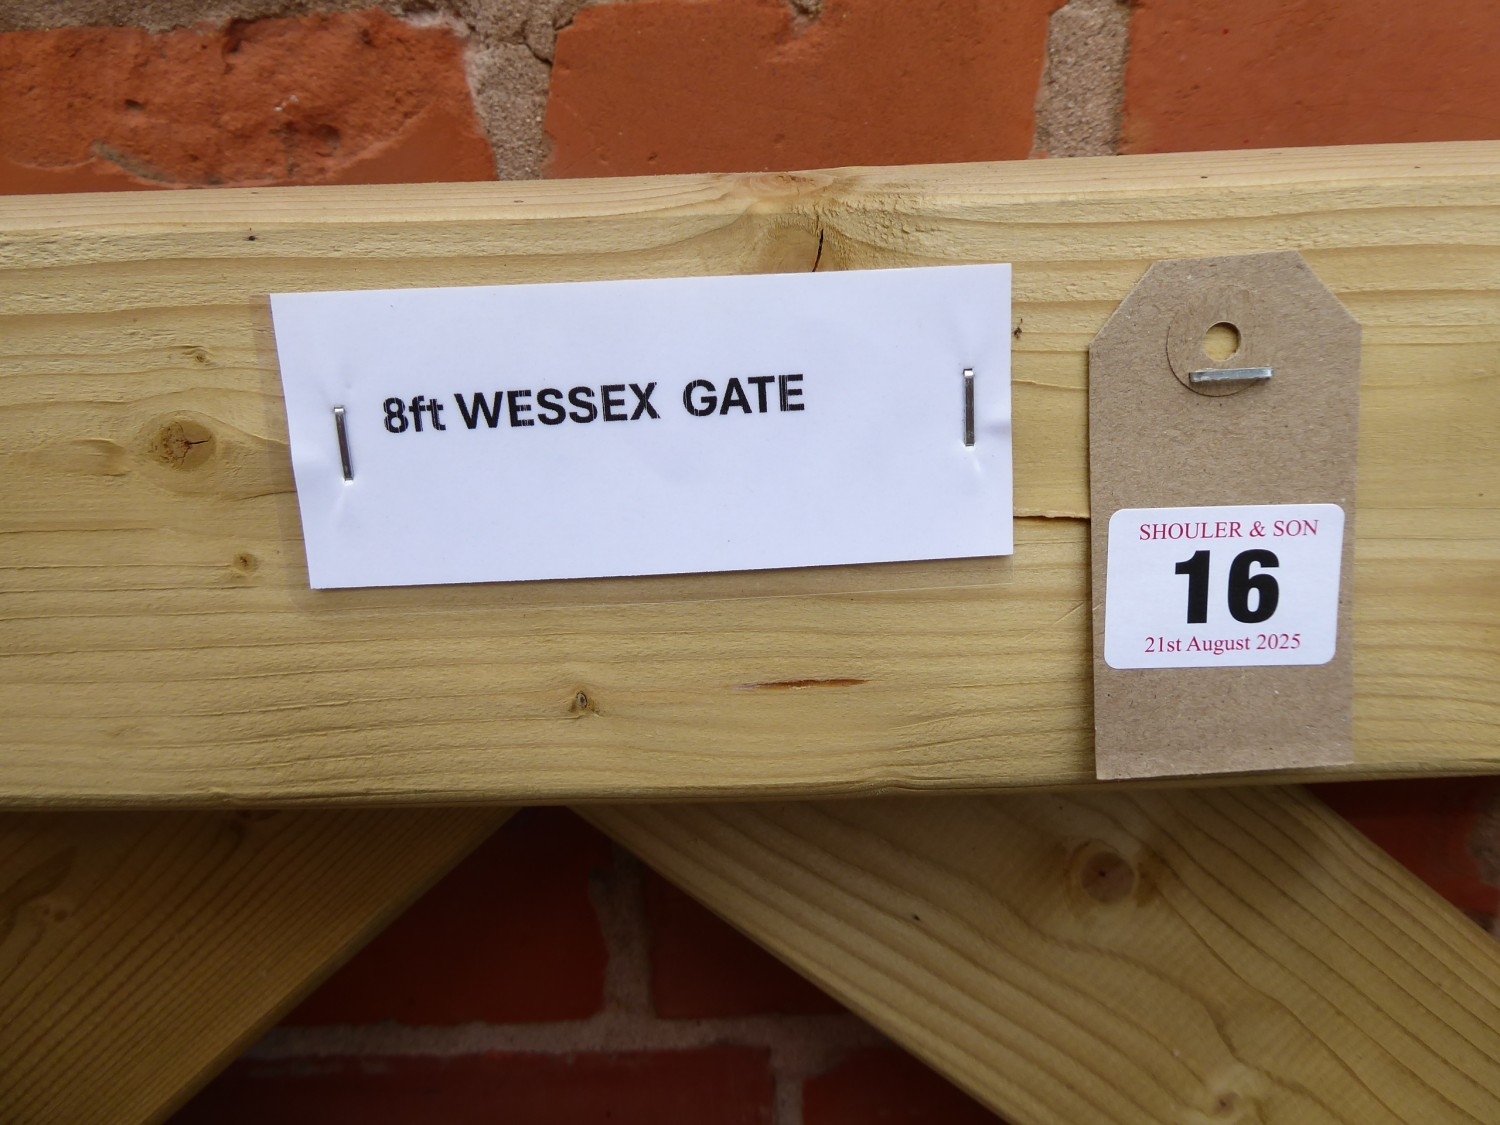 8ft WESSEX GATE
SHOULER & SON
16
21st August 2025